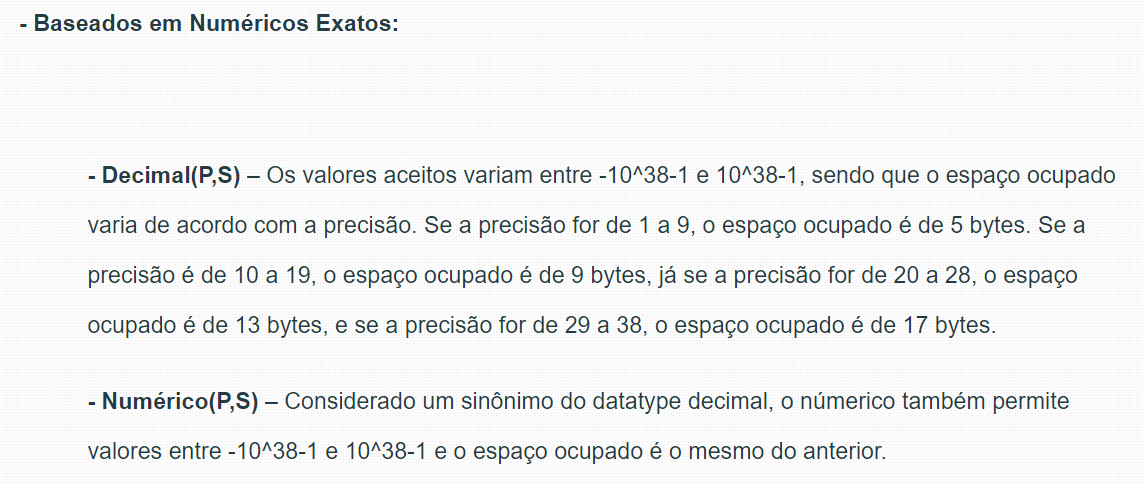 - Baseados em Numéricos Exatos:
- Decimal(P,S) – Os valores aceitos variam entre -10^38-1 e 10^38-1, sendo que o espaço ocupado
varia de acordo com a precisão. Se a precisão for de 1 a 9, o espaço ocupado é de 5 bytes. Se a
precisão é de 10 a 19, o espaço ocupado é de 9 bytes, já se a precisão for de 20 a 28, o espaço
ocupado é de 13 bytes, e se a precisão for de 29 a 38, o espaço ocupado é de 17 bytes.
- Numérico(P,S) – Considerado um sinônimo do datatype decimal, o númerico também permite
valores entre -10^38-1 e 10^38-1 e o espaço ocupado é o mesmo do anterior.